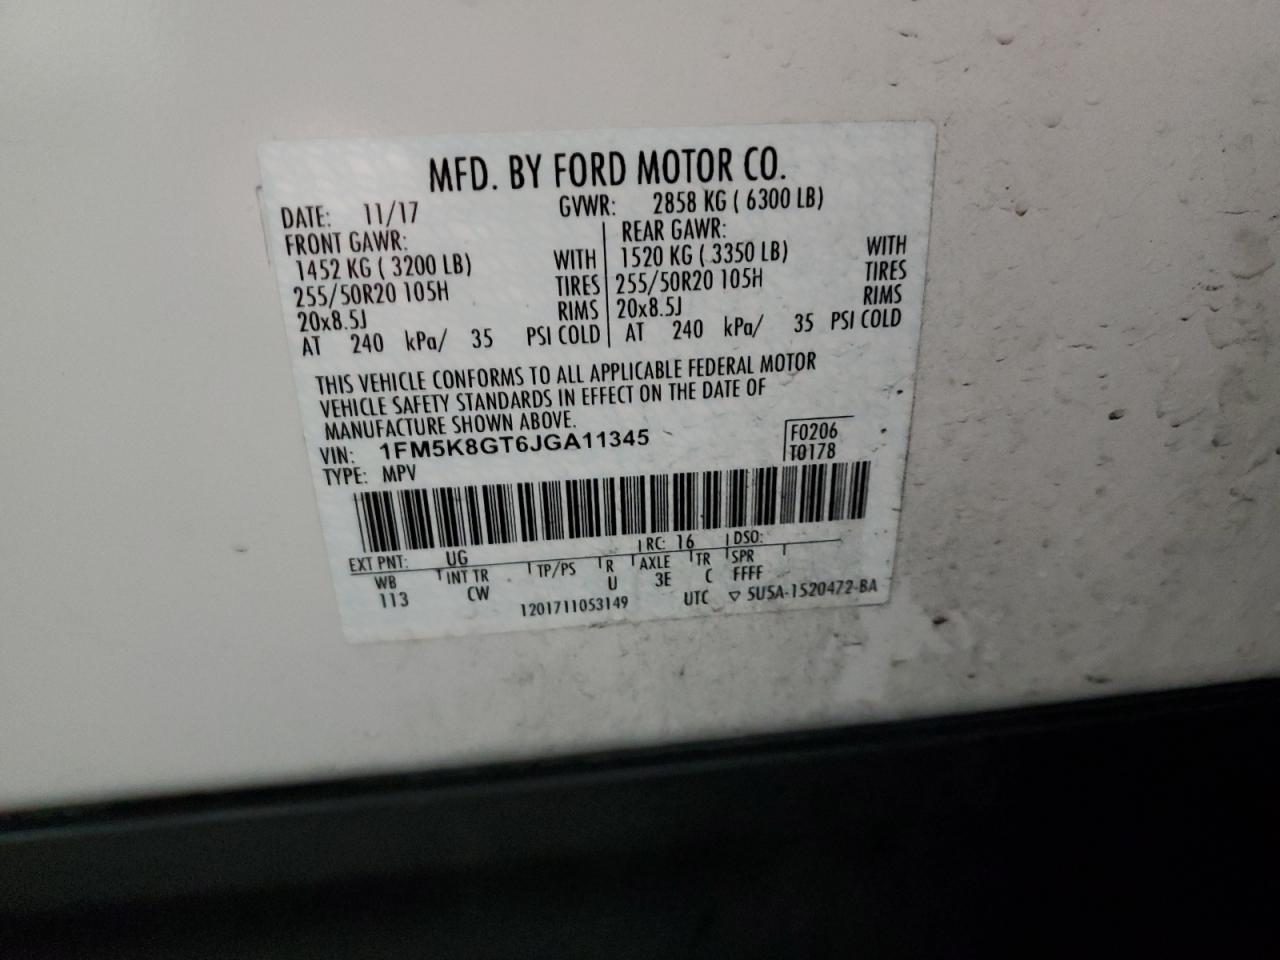 MFD. BY FORD MOTOR CO.
DATE: 11/17 GVWR: 2858 KG ( 6300 LB)
FRONT GAWR: REAR GAWR:
1452 KG ( 3200 LB) WITH 1520 KG ( 3350 LB) WITH
255/50R20 105H TIRES 255/50R20 105H TIRES
20x8.5J RIMS 20x8.5J RIMS
AT 240 kPa/ 35 PSI COLD AT 240 kPa/ 35 PSI COLD
THIS VEHICLE CONFORMS TO ALL APPLICABLE FEDERAL MOTOR
VEHICLE SAFETY STANDARDS IN EFFECT ON THE DATE OF
MANUFACTURE SHOWN ABOVE.
VIN: 1FM5K8GT6JGA11345 F0206
TYPE: MPV T0178
EXT PNT: UG RC: 16 DSO:
WB INT TR TP/PS R AXLE TR SPR
113 CW U 3E C FFFF
1201711053149 UTC ▽ 5U5A-1520472-BA